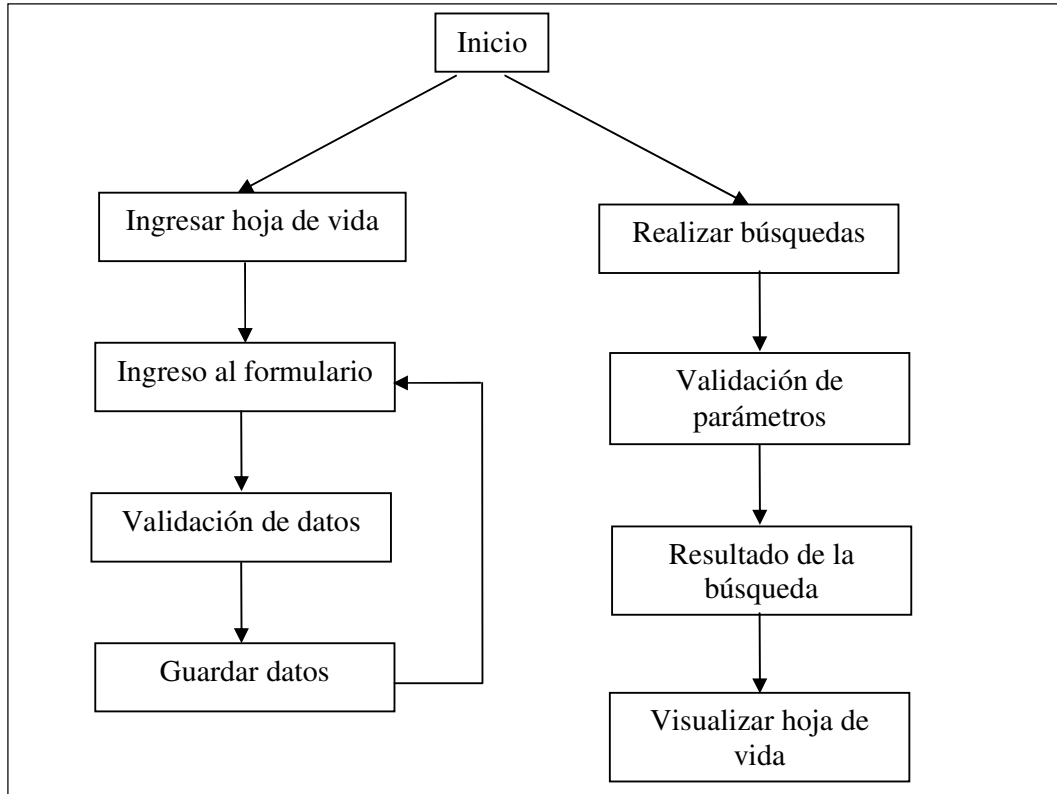 Inicio
Ingresar hoja de vida
Ingreso al formulario
Validación de datos
Guardar datos
Realizar búsquedas
Validación de
parámetros
Resultado de la
búsqueda
Visualizar hoja de
vida